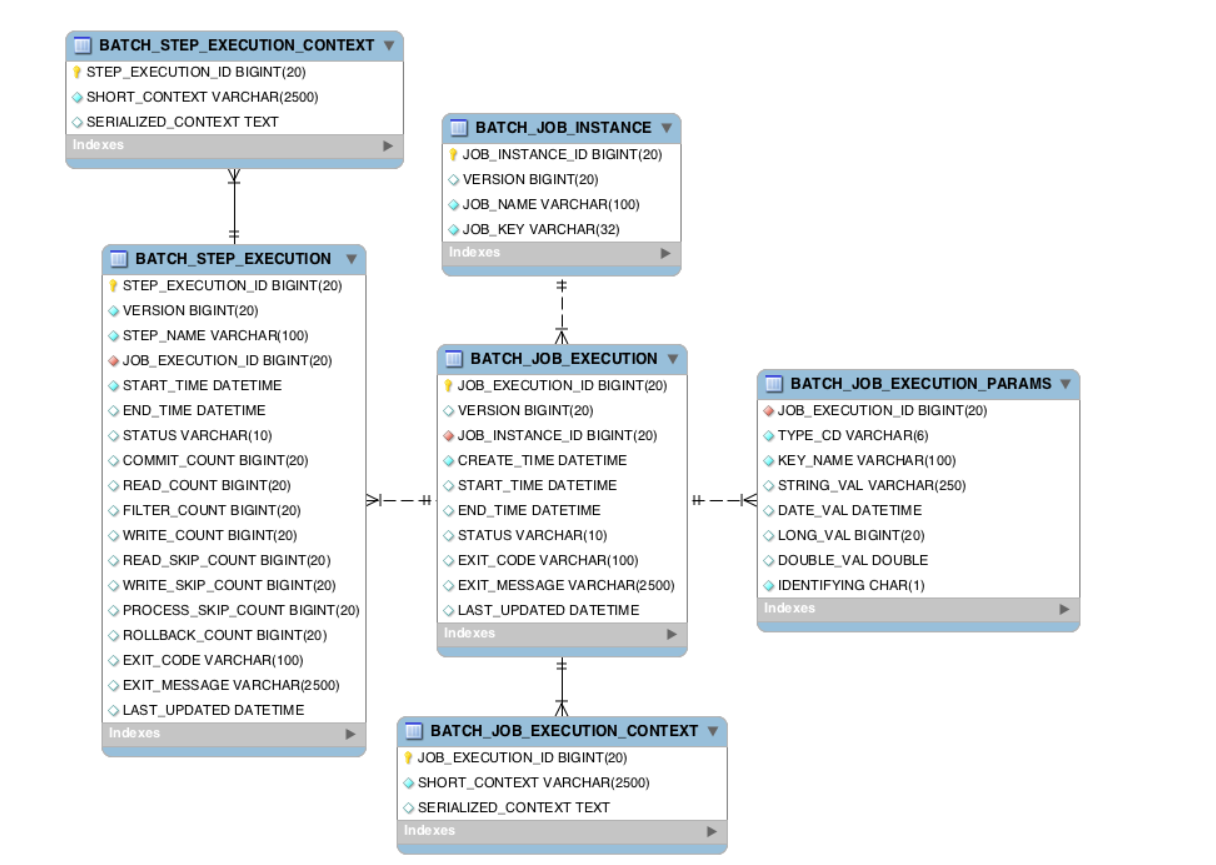 BATCH_STEP_EXECUTION_CONTEXT
STEP_EXECUTION_ID BIGINT(20)
SHORT_CONTEXT VARCHAR(2500)
SERIALIZED_CONTEXT TEXT
Indexes
BATCH_JOB_INSTANCE
JOB_INSTANCE_ID BIGINT(20)
VERSION BIGINT(20)
JOB_NAME VARCHAR(100)
JOB_KEY VARCHAR(32)
Indexes
BATCH_STEP_EXECUTION
STEP_EXECUTION_ID BIGINT(20)
VERSION BIGINT(20)
STEP_NAME VARCHAR(100)
JOB_EXECUTION_ID BIGINT(20)
START_TIME DATETIME
END_TIME DATETIME
STATUS VARCHAR(10)
COMMIT_COUNT BIGINT(20)
READ_COUNT BIGINT(20)
FILTER_COUNT BIGINT(20)
WRITE_COUNT BIGINT(20)
READ_SKIP_COUNT BIGINT(20)
WRITE_SKIP_COUNT BIGINT(20)
PROCESS_SKIP_COUNT BIGINT(20)
ROLLBACK_COUNT BIGINT(20)
EXIT_CODE VARCHAR(100)
EXIT_MESSAGE VARCHAR(2500)
LAST_UPDATED DATETIME
Indexes
BATCH_JOB_EXECUTION
JOB_EXECUTION_ID BIGINT(20)
VERSION BIGINT(20)
JOB_INSTANCE_ID BIGINT(20)
CREATE_TIME DATETIME
START_TIME DATETIME
END_TIME DATETIME
STATUS VARCHAR(10)
EXIT_CODE VARCHAR(100)
EXIT_MESSAGE VARCHAR(2500)
LAST_UPDATED DATETIME
Indexes
BATCH_JOB_EXECUTION_PARAMS
JOB_EXECUTION_ID BIGINT(20)
TYPE_CD VARCHAR(6)
KEY_NAME VARCHAR(100)
STRING_VAL VARCHAR(250)
DATE_VAL DATETIME
LONG_VAL BIGINT(20)
DOUBLE_VAL DOUBLE
IDENTIFYING CHAR(1)
Indexes
BATCH_JOB_EXECUTION_CONTEXT
JOB_EXECUTION_ID BIGINT(20)
SHORT_CONTEXT VARCHAR(2500)
SERIALIZED_CONTEXT TEXT
Indexes